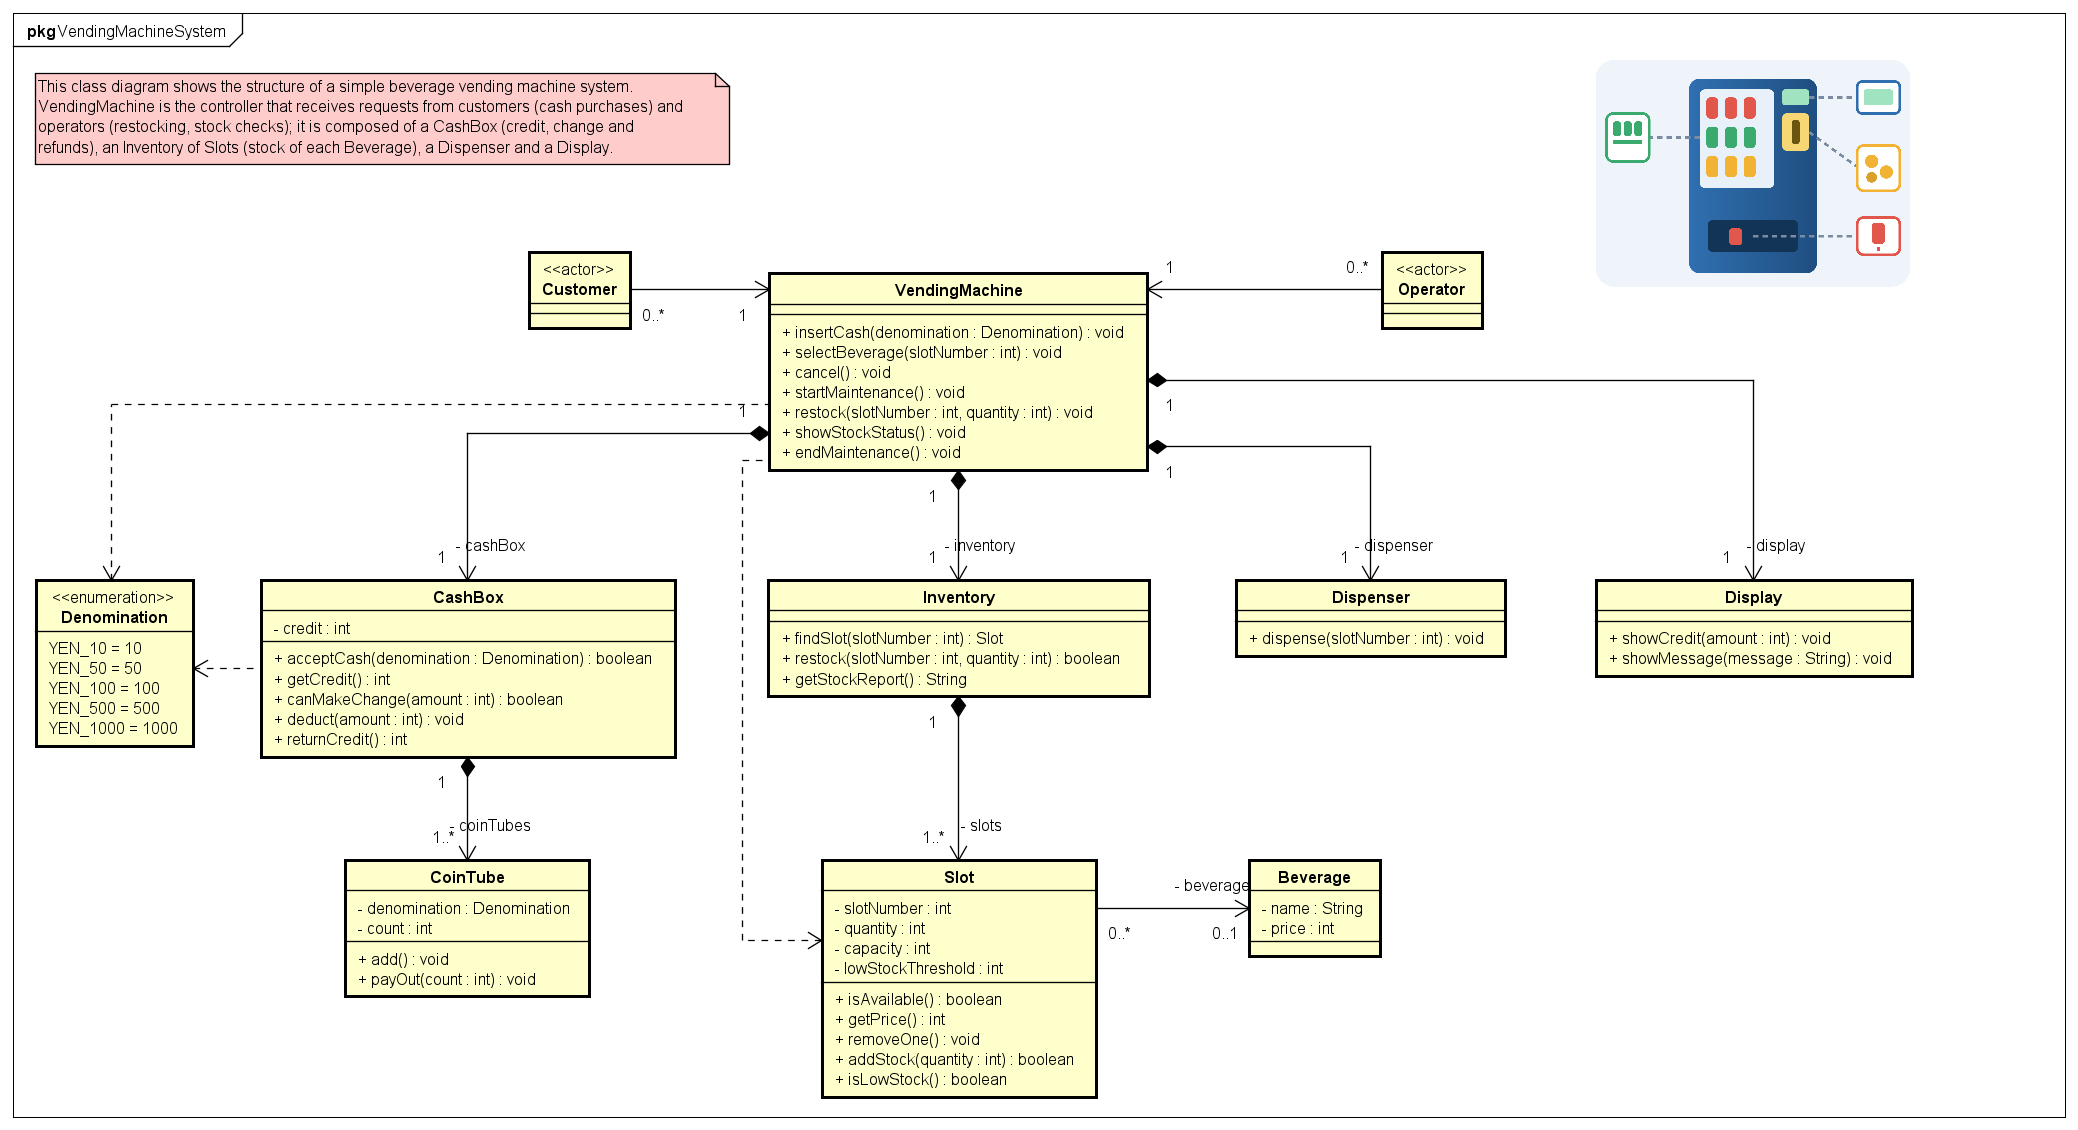 pkg VendingMachineSystem
This class diagram shows the structure of a simple beverage vending machine system.
VendingMachine is the controller that receives requests from customers (cash purchases) and
operators (restocking, stock checks); it is composed of a CashBox (credit, change and
refunds), an Inventory of Slots (stock of each Beverage), a Dispenser and a Display.
<<actor>>
Customer
0..*
1
VendingMachine
+ insertCash(denomination : Denomination) : void
+ selectBeverage(slotNumber : int) : void
+ cancel() : void
+ startMaintenance() : void
+ restock(slotNumber : int, quantity : int) : void
+ showStockStatus() : void
+ endMaintenance() : void
1
0..*
<<actor>>
Operator
1
1
1
1
- cashBox
1
- inventory
1
- dispenser
1
- display
1
<<enumeration>>
Denomination
YEN_10 = 10
YEN_50 = 50
YEN_100 = 100
YEN_500 = 500
YEN_1000 = 1000
CashBox
- credit : int
+ acceptCash(denomination : Denomination) : boolean
+ getCredit() : int
+ canMakeChange(amount : int) : boolean
+ deduct(amount : int) : void
+ returnCredit() : int
Inventory
+ findSlot(slotNumber : int) : Slot
+ restock(slotNumber : int, quantity : int) : boolean
+ getStockReport() : String
Dispenser
+ dispense(slotNumber : int) : void
Display
+ showCredit(amount : int) : void
+ showMessage(message : String) : void
1
- coinTubes
1..*
1
- slots
1..*
CoinTube
- denomination : Denomination
- count : int
+ add() : void
+ payOut(count : int) : void
Slot
- slotNumber : int
- quantity : int
- capacity : int
- lowStockThreshold : int
+ isAvailable() : boolean
+ getPrice() : int
+ removeOne() : void
+ addStock(quantity : int) : boolean
+ isLowStock() : boolean
- beverage
0..*
0..1
Beverage
- name : String
- price : int